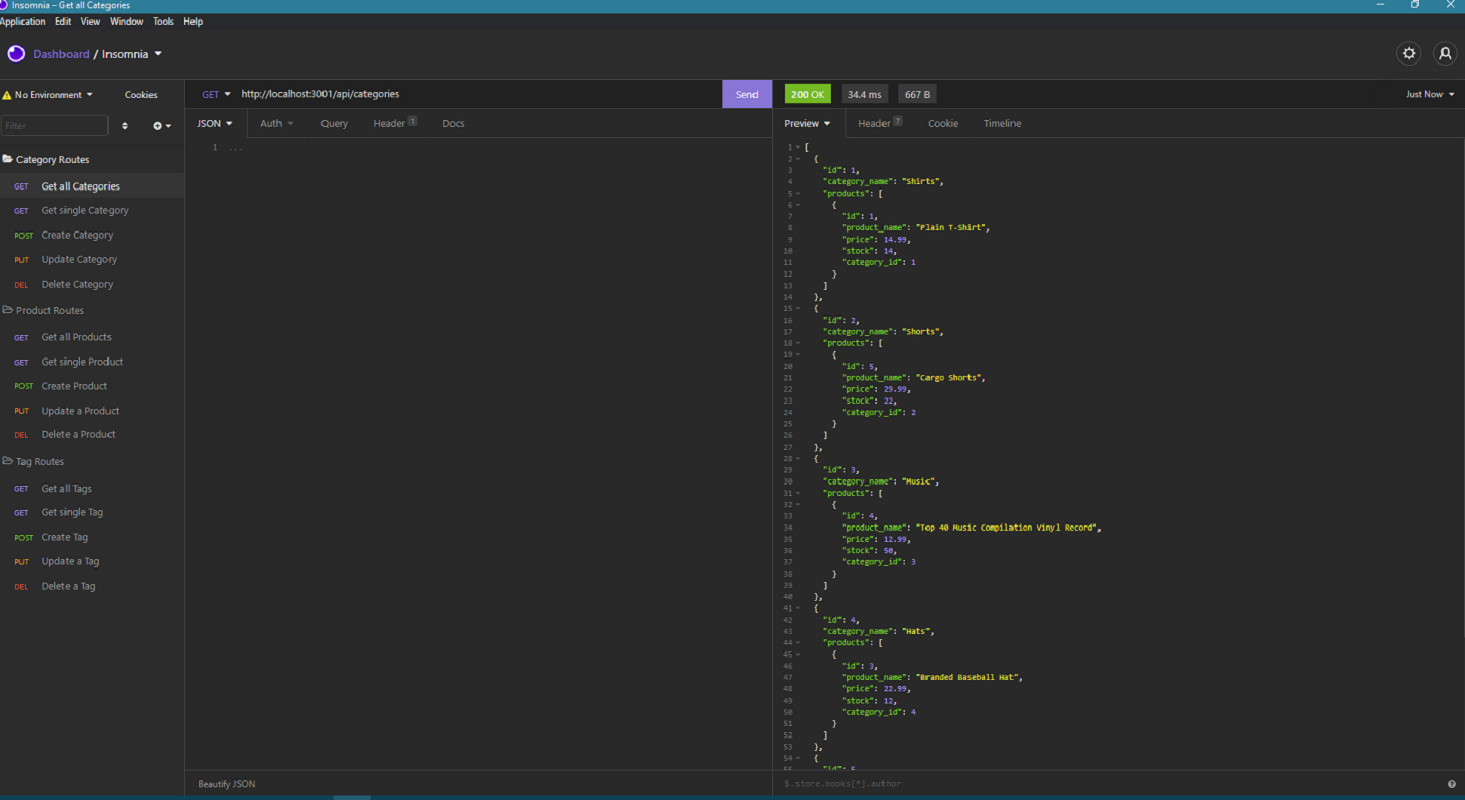 Insomnia – Get all Categories
Application Edit View Window Tools Help
Dashboard / Insomnia
No Environment Cookies
Filter
Category Routes
GET Get all Categories
GET Get single Category
POST Create Category
PUT Update Category
DEL Delete Category
Product Routes
GET Get all Products
GET Get single Product
POST Create Product
PUT Update a Product
DEL Delete a Product
Tag Routes
GET Get all Tags
GET Get single Tag
POST Create Tag
PUT Update a Tag
DEL Delete a Tag
GET http://localhost:3001/api/categories Send
JSON Auth Query Header 1 Docs
1 ...
Beautify JSON
200 OK 34.4 ms 667 B Just Now
Preview Header 7 Cookie Timeline
1 [
2 {
3 "id": 1,
4 "category_name": "Shirts",
5 "products": [
6 {
7 "id": 1,
8 "product_name": "Plain T-Shirt",
9 "price": 14.99,
10 "stock": 14,
11 "category_id": 1
12 }
13 ]
14 },
15 {
16 "id": 2,
17 "category_name": "Shorts",
18 "products": [
19 {
20 "id": 5,
21 "product_name": "Cargo Shorts",
22 "price": 29.99,
23 "stock": 22,
24 "category_id": 2
25 }
26 ]
27 },
28 {
29 "id": 3,
30 "category_name": "Music",
31 "products": [
32 {
33 "id": 4,
34 "product_name": "Top 40 Music Compilation Vinyl Record",
35 "price": 12.99,
36 "stock": 50,
37 "category_id": 3
38 }
39 ]
40 },
41 {
42 "id": 4,
43 "category_name": "Hats",
44 "products": [
45 {
46 "id": 3,
47 "product_name": "Branded Baseball Hat",
48 "price": 22.99,
49 "stock": 12,
50 "category_id": 4
51 }
52 ]
53 },
54 {
55 "id": 5
$.store.books[*].author